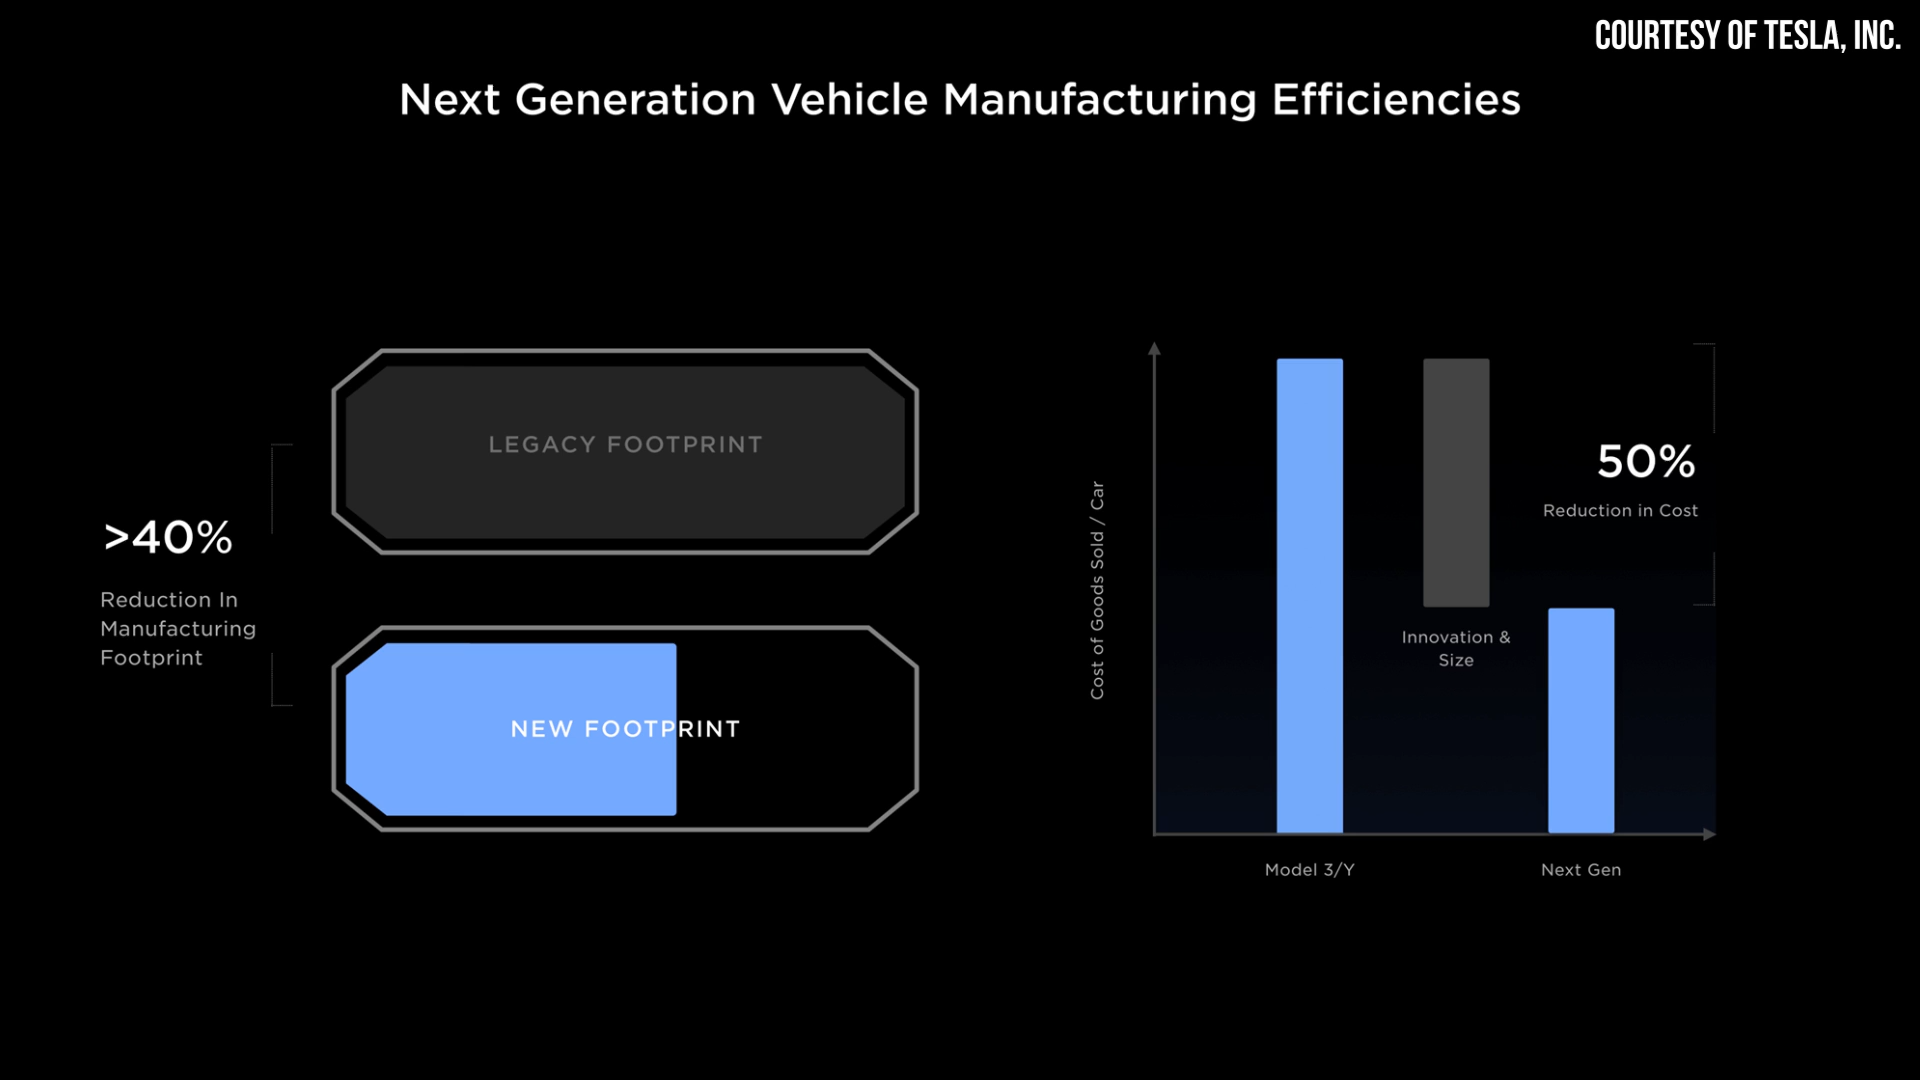 COURTESY OF TESLA, INC.
Next Generation Vehicle Manufacturing Efficiencies
>40%
Reduction In
Manufacturing
Footprint
LEGACY FOOTPRINT
NEW FOOTPRINT
Cost of Goods Sold / Car
50%
Reduction in Cost
Innovation &
Size
Model 3/Y
Next Gen